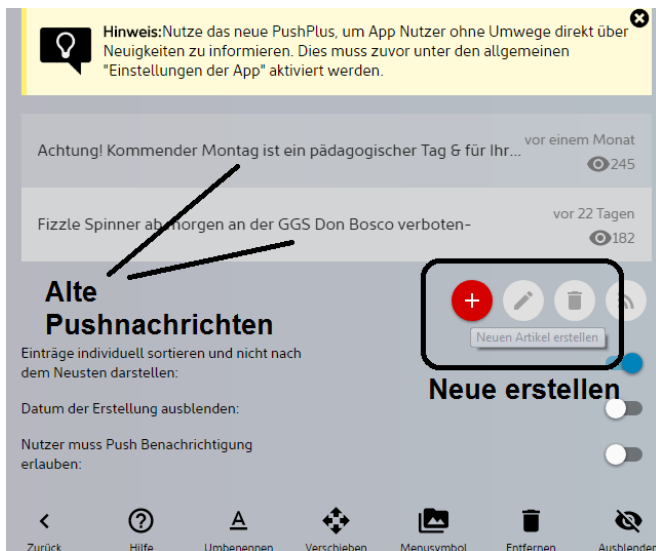 Hinweis:Nutze das neue PushPlus, um App Nutzer ohne Umwege direkt über
Neuigkeiten zu informieren. Dies muss zuvor unter den allgemeinen
"Einstellungen der App" aktiviert werden.
Achtung! Kommender Montag ist ein pädagogischer Tag & für Ihr...
vor einem Monat
245
Fizzle Spinner ab morgen an der GGS Don Bosco verboten-
vor 22 Tagen
182
Alte
Pushnachrichten
Neuen Artikel erstellen
Neue erstellen
Einträge individuell sortieren und nicht nach
dem Neusten darstellen:
Datum der Erstellung ausblenden:
Nutzer muss Push Benachrichtigung
erlauben:
Zurück
Hilfe
Umbenennen
Verschieben
Menusymbol
Entfernen
Ausblenden